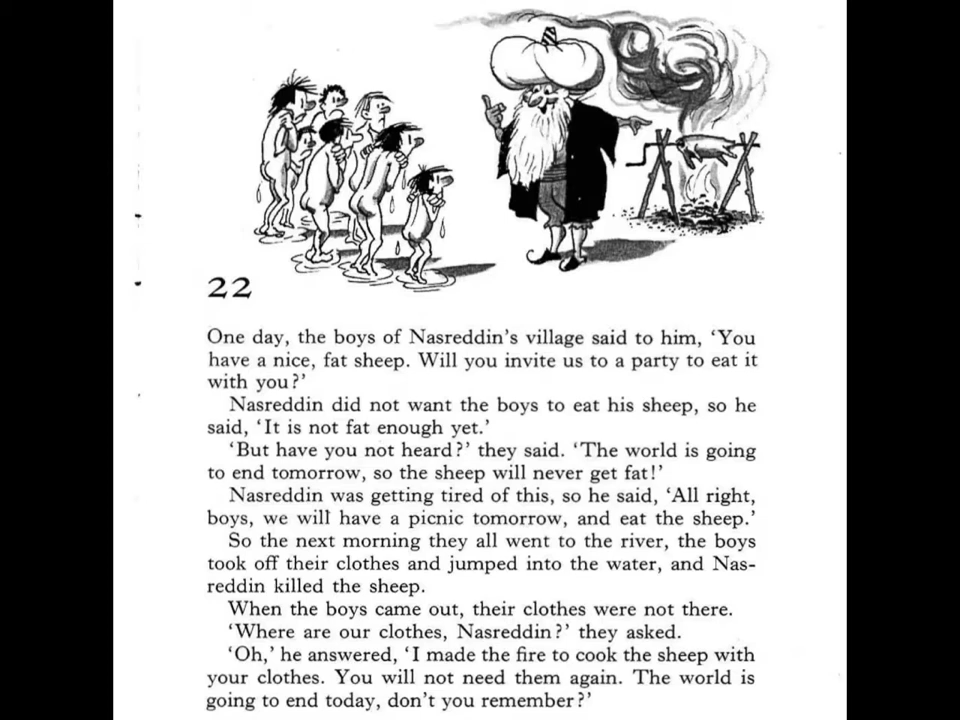 22
One day, the boys of Nasreddin's village said to him, ‘You
have a nice, fat sheep. Will you invite us to a party to eat it
with you?’
Nasreddin did not want the boys to eat his sheep, so he
said, ‘It is not fat enough yet.’
‘But have you not heard?’ they said. ‘The world is going
to end tomorrow, so the sheep will never get fat!’
Nasreddin was getting tired of this, so he said, ‘All right,
boys, we will have a picnic tomorrow, and eat the sheep.’
So the next morning they all went to the river, the boys
took off their clothes and jumped into the water, and Nas-
reddin killed the sheep.
When the boys came out, their clothes were not there.
‘Where are our clothes, Nasreddin?’ they asked.
‘Oh,’ he answered, ‘I made the fire to cook the sheep with
your clothes. You will not need them again. The world is
going to end today, don't you remember?’